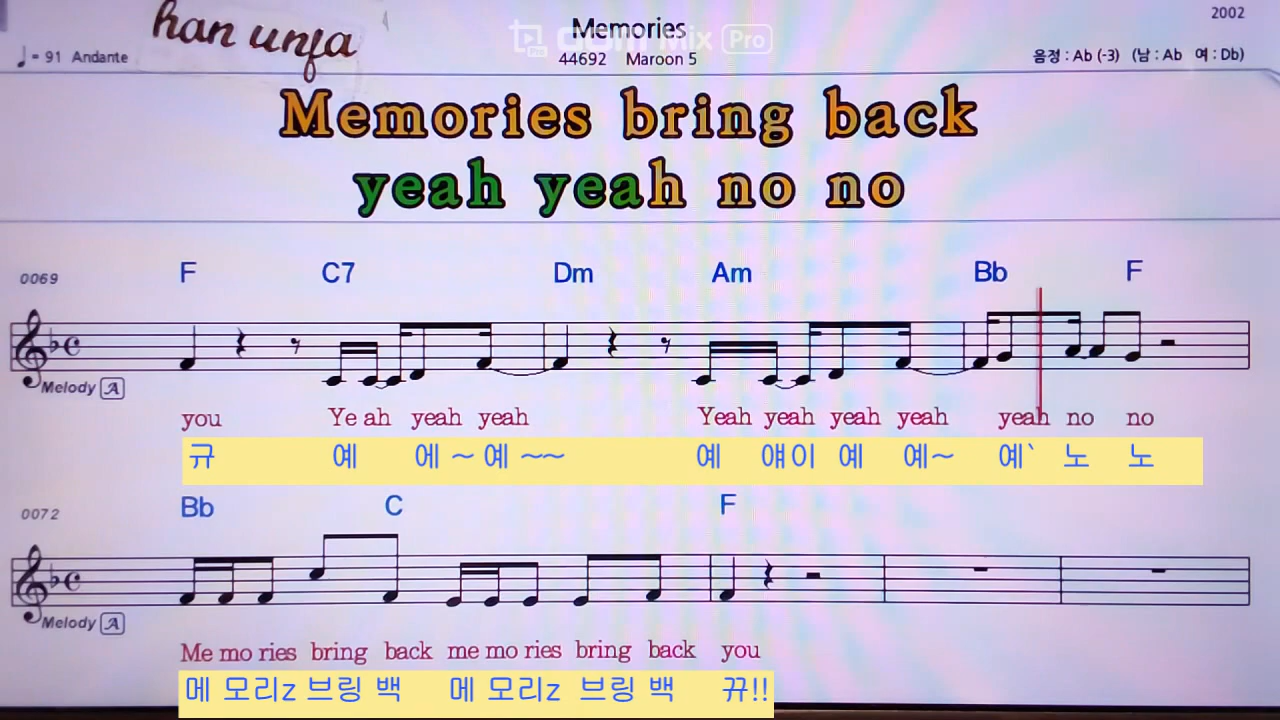 han unja
Memories
2002
♩ = 91 Andante
GOM Mix Pro
44692 Maroon 5
음정 : Ab (-3) (남 : Ab 여 : Db)
Memories bring back
yeah yeah no no
0069 F C7 Dm Am Bb F
Melody A
you Ye ah yeah yeah Yeah yeah yeah yeah yeah no no
규 예 에 ~ 예 ~~ 예 얘이 예 예~ 예` 노 노
0072 Bb C F
Melody A
Me mo ries bring back me mo ries bring back you
메 모리z 브링 백 메 모리z 브링 백 뀨!!